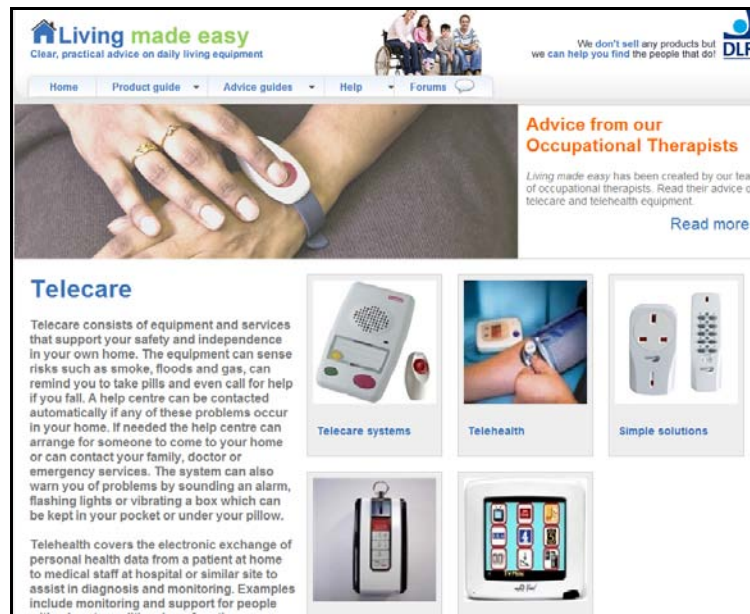 Living made easy
Clear, practical advice on daily living equipment
We don't sell any products but
we can help you find the people that do!
DLF
Home Product guide Advice guides Help Forums
Advice from our
Occupational Therapists
Living made easy has been created by our
of occupational therapists. Read their advice
telecare and telehealth equipment.
Read more
Telecare
Telecare consists of equipment and services
that support your safety and independence
in your own home. The equipment can sense
risks such as smoke, floods and gas, can
remind you to take pills and even call for help
if you fall. A help centre can be contacted
automatically if any of these problems occur
in your home. If needed the help centre can
arrange for someone to come to your home
or can contact your family, doctor or
emergency services. The system can also
warn you of problems by sounding an alarm,
flashing lights or vibrating a box which can
be kept in your pocket or under your pillow.
Telehealth covers the electronic exchange of
personal health data from a patient at home
to medical staff at hospital or similar site to
assist in diagnosis and monitoring. Examples
include monitoring and support for people
Telecare systems
Telehealth
Simple solutions